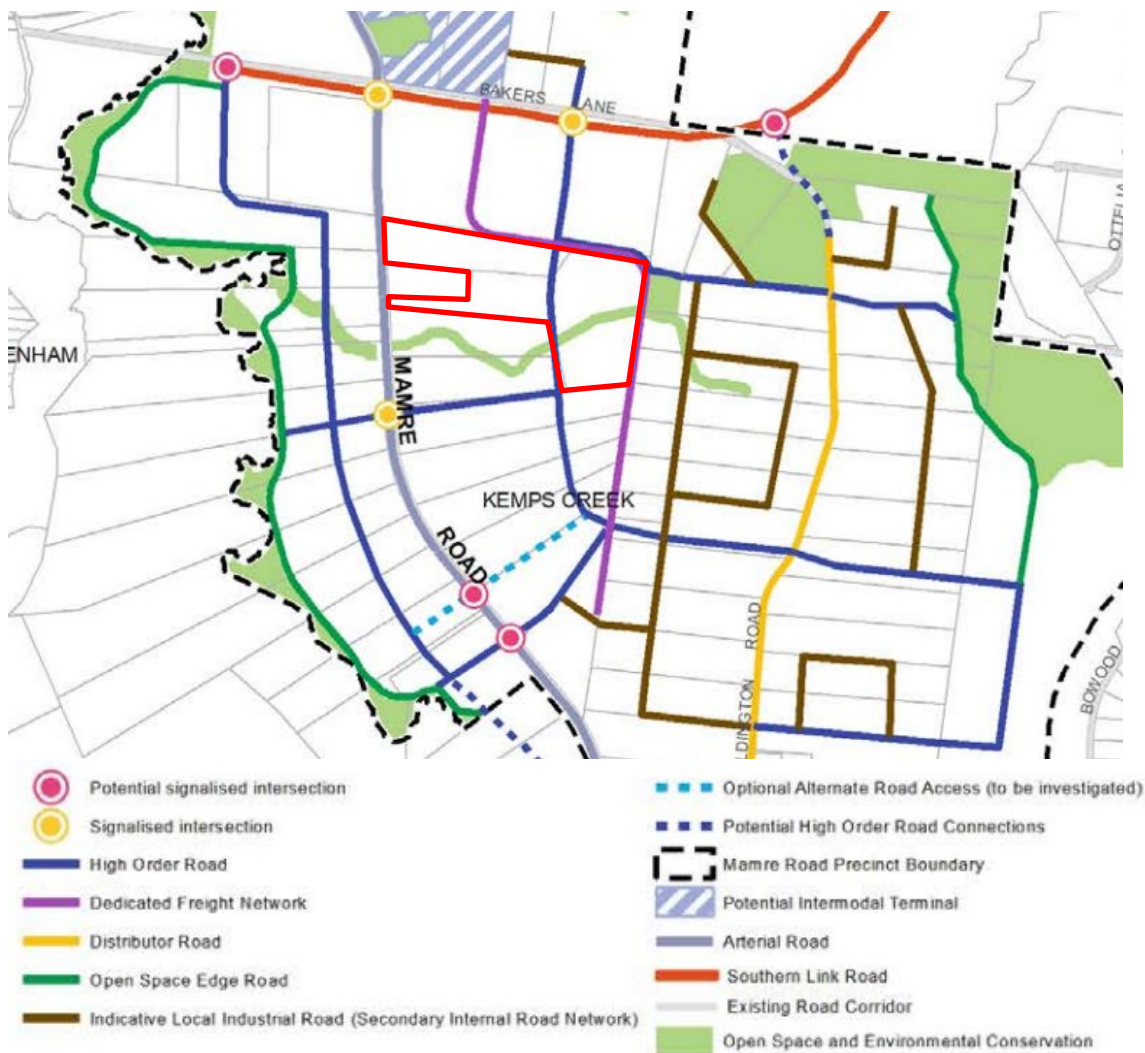 BAKERS LANE
OTTELIA
ENHAM
MAMRE
ROAD
KEMPS CREEK
LDINGTON ROAD
BOWOOD
Potential signalised intersection
Signalised intersection
High Order Road
Dedicated Freight Network
Distributor Road
Open Space Edge Road
Indicative Local Industrial Road (Secondary Internal Road Network)
Optional Alternate Road Access (to be investigated)
Potential High Order Road Connections
Mamre Road Precinct Boundary
Potential Intermodal Terminal
Arterial Road
Southern Link Road
Existing Road Corridor
Open Space and Environmental Conservation